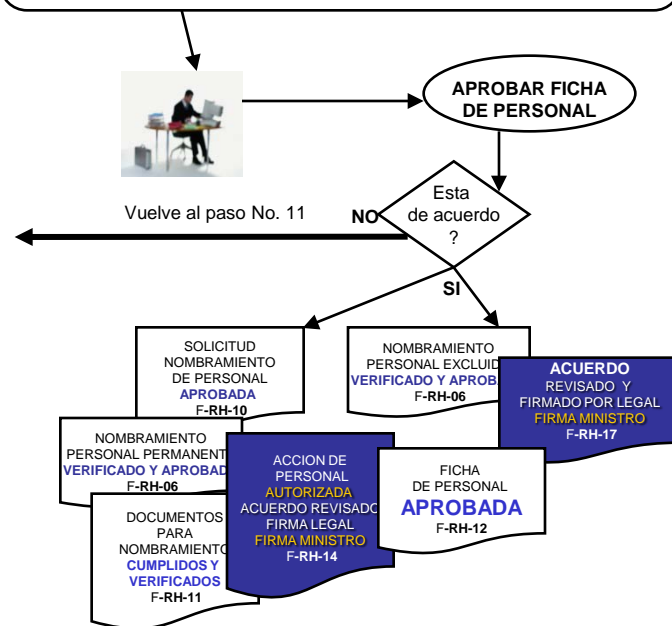 APROBAR FICHA
DE PERSONAL
Esta
de acuerdo
?
Vuelve al paso No. 11
NO
SI
SOLICITUD
NOMBRAMIENTO
DE PERSONAL
APROBADA
F-RH-10
NOMBRAMIENTO
PERSONAL EXCLUID
VERIFICADO Y APROB
F-RH-06
ACUERDO
REVISADO Y
FIRMADO POR LEGAL
FIRMA MINISTRO
F-RH-17
NOMBRAMIENTO
PERSONAL PERMANENT
VERIFICADO Y APROBAD
F-RH-06
ACCION DE
PERSONAL
AUTORIZADA
ACUERDO REVISADO
FIRMA LEGAL
FIRMA MINISTRO
F-RH-14
FICHA
DE PERSONAL
APROBADA
F-RH-12
DOCUMENTOS
PARA
NOMBRAMIENTO
CUMPLIDOS Y
VERIFICADOS
F-RH-11